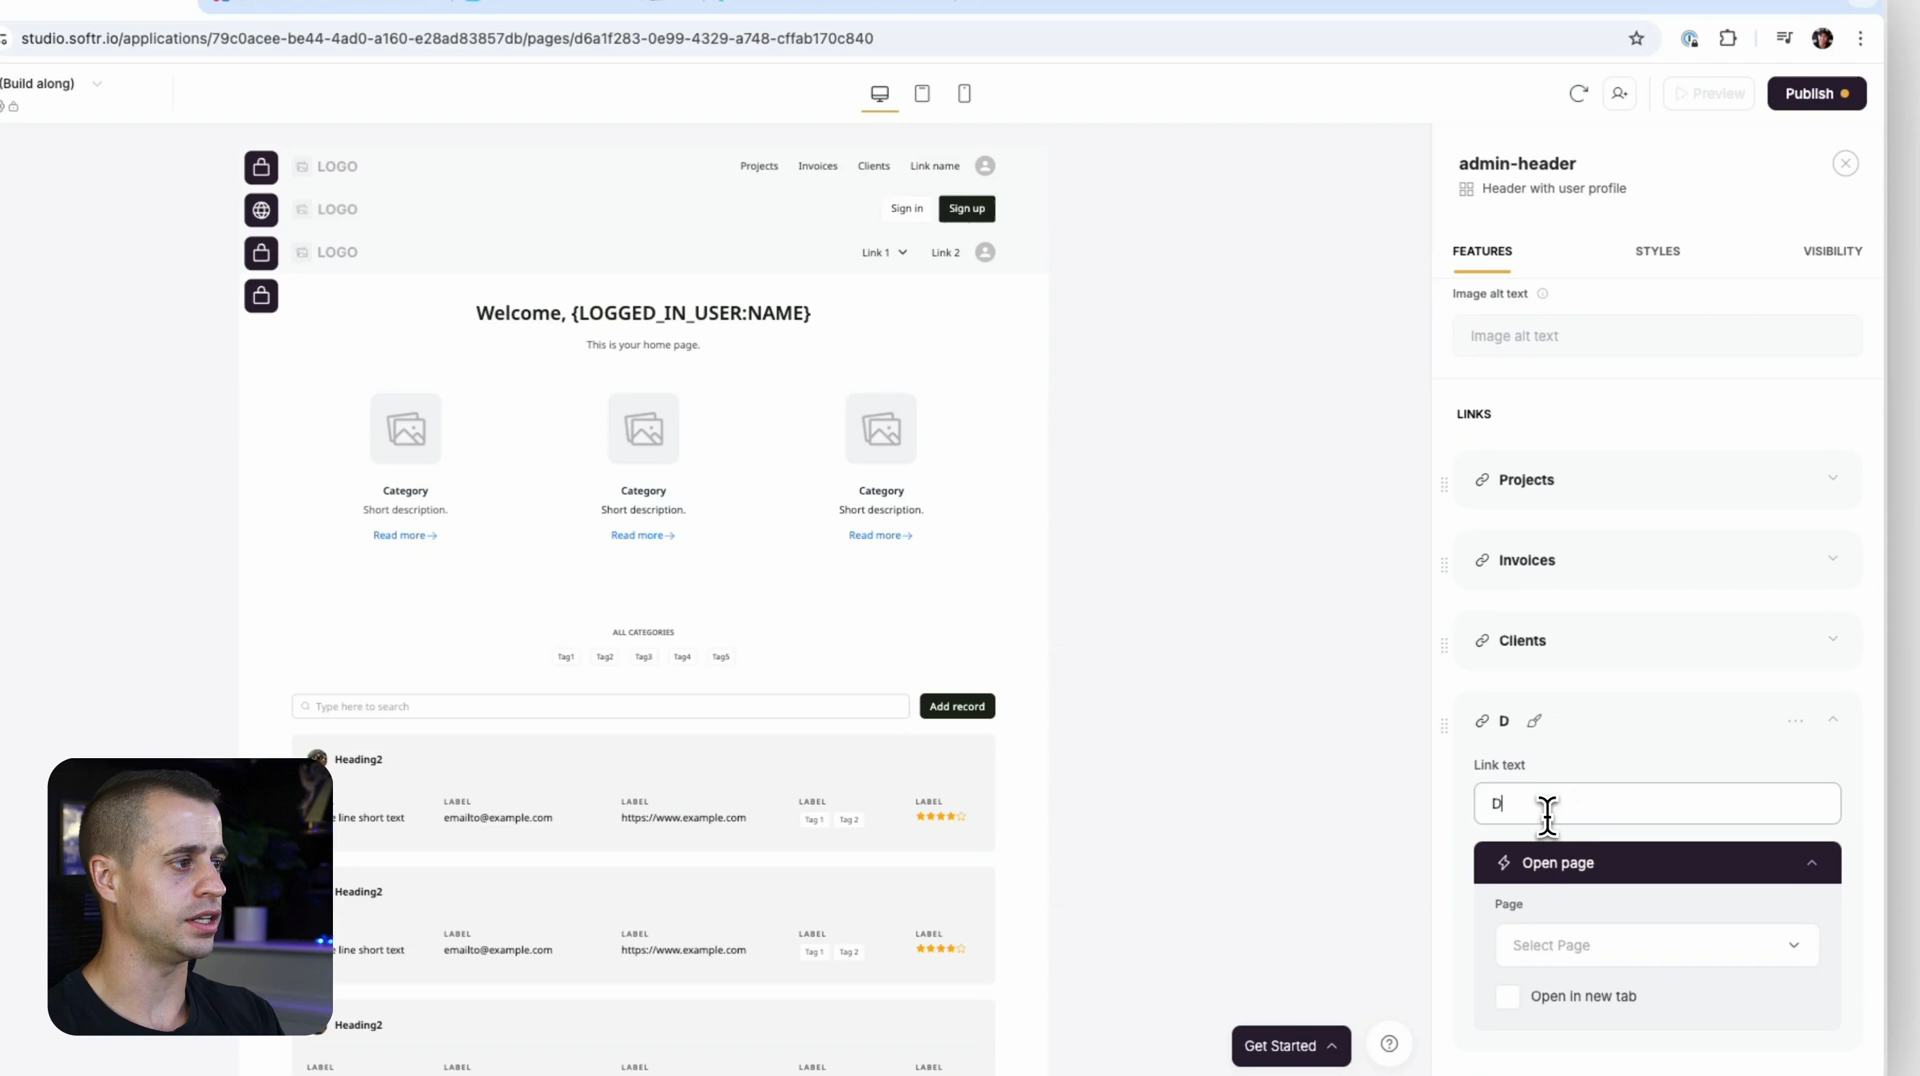 studio.softr.io/applications/79c0acee-be44-4ad0-a160-e28ad83857db/pages/d6a1f283-0e99-4329-a748-cffab170c840
(Build along)
Preview
Publish
LOGO
Projects
Invoices
Clients
Link name
LOGO
Sign in
Sign up
LOGO
Link 1
Link 2
Welcome, {LOGGED_IN_USER:NAME}
This is your home page.
Category
Short description.
Read more
Category
Short description.
Read more
Category
Short description.
Read more
ALL CATEGORIES
Tag1
Tag2
Tag3
Tag4
Tag5
Type here to search
Add record
Heading2
LABEL
LABEL
LABEL
LABEL
line short text
emailto@example.com
https://www.example.com
Tag 1
Tag 2
Heading2
LABEL
LABEL
LABEL
LABEL
line short text
emailto@example.com
https://www.example.com
Tag 1
Tag 2
Heading2
LABEL
LABEL
LABEL
LABEL
LABEL
Get Started
admin-header
Header with user profile
FEATURES
STYLES
VISIBILITY
Image alt text
Image alt text
LINKS
Projects
Invoices
Clients
D
Link text
D
Open page
Page
Select Page
Open in new tab